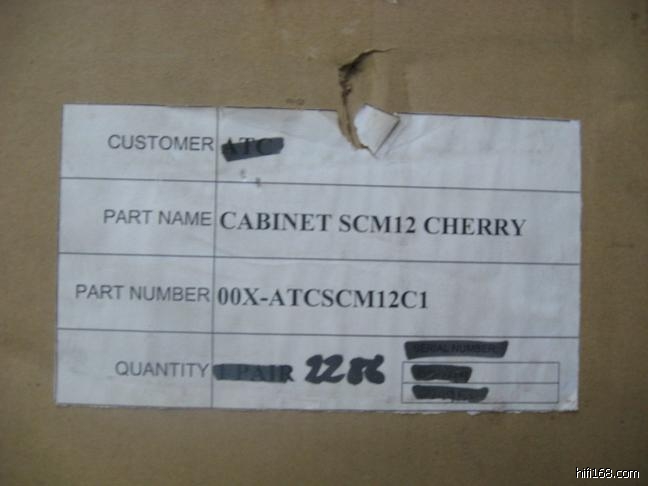 CUSTOMER ATC
PART NAME CABINET SCM12 CHERRY
PART NUMBER 00X-ATCSCM12C1
QUANTITY 1 PAIR 2286
SERIAL NUMBER
hifi168.com